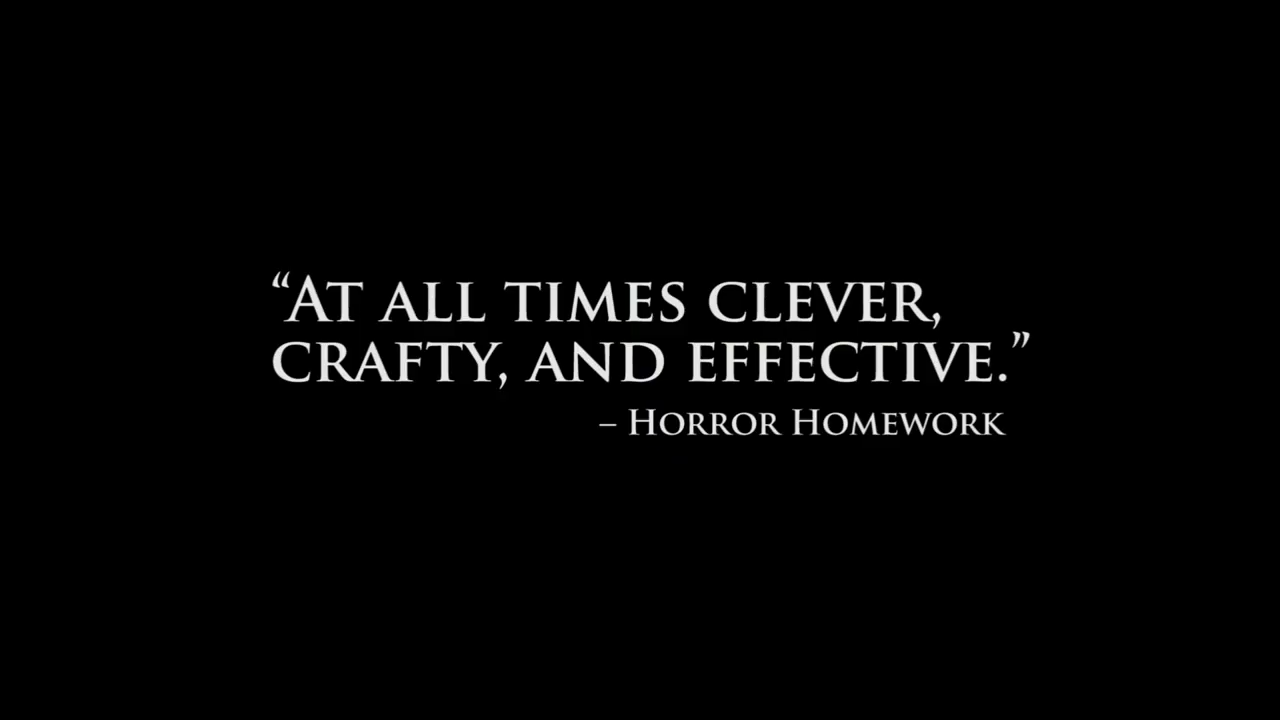 “At all times clever,
crafty, and effective.”
– Horror Homework